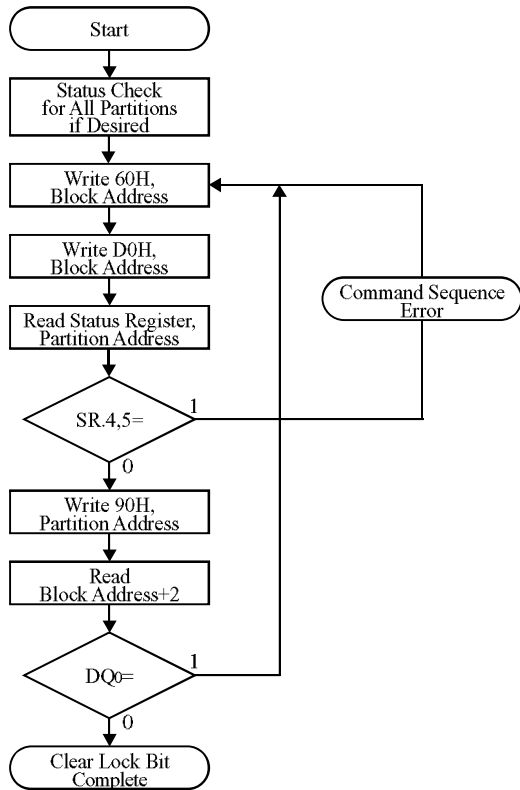 Start
Status Check
for All Partitions
if Desired
Write 60H,
Block Address
Write D0H,
Block Address
Command Sequence
Error
Read Status Register,
Partition Address
SR.4,5=
1
0
Write 90H,
Partition Address
Read
Block Address+2
DQ0=
1
0
Clear Lock Bit
Complete